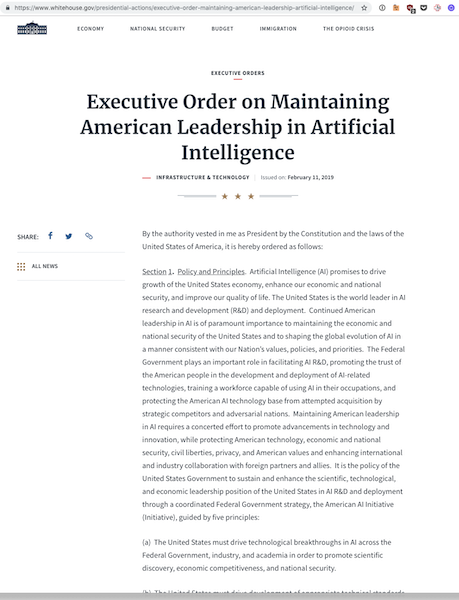 https://www.whitehouse.gov/presidential-actions/executive-order-maintaining-american-leadership-artificial-intelligence/
ECONOMY NATIONAL SECURITY BUDGET IMMIGRATION THE OPIOID CRISIS
EXECUTIVE ORDERS
Executive Order on Maintaining
American Leadership in Artificial
Intelligence
INFRASTRUCTURE & TECHNOLOGY | Issued on: February 11, 2019
SHARE:
ALL NEWS
By the authority vested in me as President by the Constitution and the laws of the
United States of America, it is hereby ordered as follows:
Section 1. Policy and Principles. Artificial Intelligence (AI) promises to drive
growth of the United States economy, enhance our economic and national
security, and improve our quality of life. The United States is the world leader in AI
research and development (R&D) and deployment. Continued American
leadership in AI is of paramount importance to maintaining the economic and
national security of the United States and to shaping the global evolution of AI in
a manner consistent with our Nation's values, policies, and priorities. The Federal
Government plays an important role in facilitating AI R&D, promoting the trust of
the American people in the development and deployment of AI-related
technologies, training a workforce capable of using AI in their occupations, and
protecting the American AI technology base from attempted acquisition by
strategic competitors and adversarial nations. Maintaining American leadership
in AI requires a concerted effort to promote advancements in technology and
innovation, while protecting American technology, economic and national
security, civil liberties, privacy, and American values and enhancing international
and industry collaboration with foreign partners and allies. It is the policy of the
United States Government to sustain and enhance the scientific, technological,
and economic leadership position of the United States in AI R&D and deployment
through a coordinated Federal Government strategy, the American AI Initiative
(Initiative), guided by five principles:
(a) The United States must drive technological breakthroughs in AI across the
Federal Government, industry, and academia in order to promote scientific
discovery, economic competitiveness, and national security.
(b) The United States must drive development of appropriate technical standards